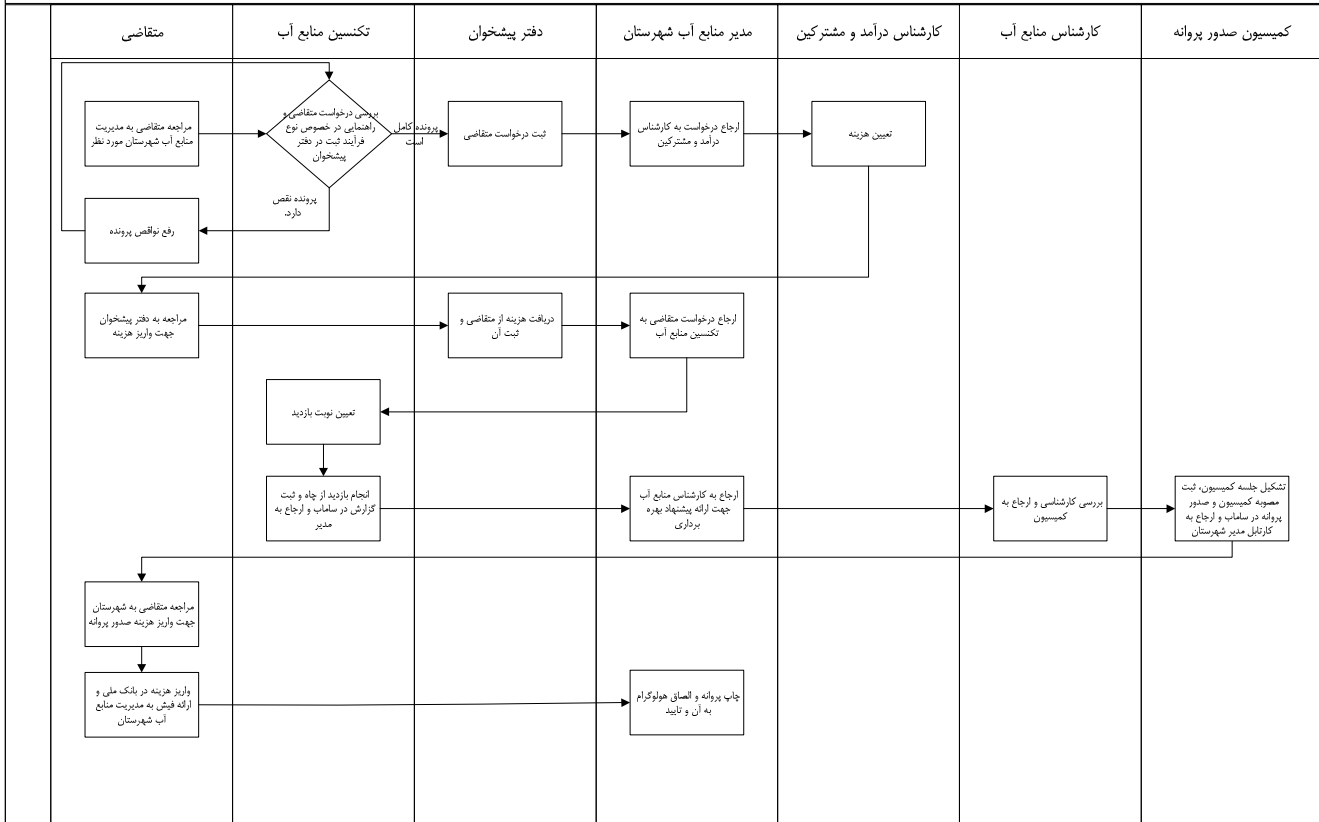 متقاضی
تکنسین منابع آب
دفتر پیشخوان
مدیر منابع آب شهرستان
کارشناس درآمد و مشترکین
کارشناس منابع آب
کمیسیون صدور پروانه
مراجعه متقاضی به مدیریت
منابع آب شهرستان مورد نظر
بررسی درخواست متقاضی و
راهنمایی در خصوص نوع
فرآیند ثبت در دفتر
پیشخوان
پرونده کامل
است
ثبت درخواست متقاضی
ارجاع درخواست به کارشناس
درآمد و مشترکین
تعیین هزینه
پرونده نقص
دارد.
رفع نواقص پرونده
مراجعه به دفتر پیشخوان
جهت واریز هزینه
دریافت هزینه از متقاضی و
ثبت آن
ارجاع درخواست متقاضی به
تکنسین منابع آب
تعیین نوبت بازدید
انجام بازدید از چاه و ثبت
گزارش در ساماب و ارجاع به
مدیر
ارجاع به کارشناس منابع آب
جهت ارائه پیشنهاد بهره
برداری
بررسی کارشناسی و ارجاع به
کمیسیون
تشکیل جلسه کمیسیون، ثبت
مصوبه کمیسیون و صدور
پروانه در ساماب و ارجاع به
کارتابل مدیر شهرستان
مراجعه متقاضی به شهرستان
جهت واریز هزینه صدور پروانه
واریز هزینه در بانک ملی و
ارائه فیش به مدیریت منابع
آب شهرستان
چاپ پروانه و الصاق هولوگرام
به آن و تایید